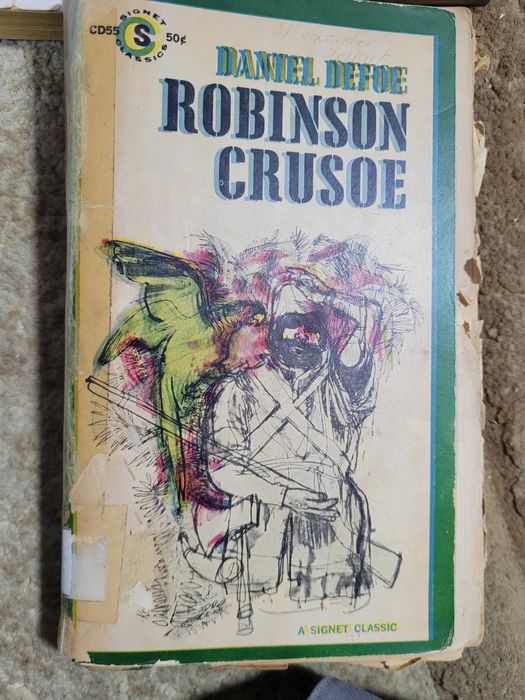 SIGNET
CD55 S 50¢
CLASSICS
DANIEL DEFOE
ROBINSON
CRUSOE
A SIGNET CLASSIC